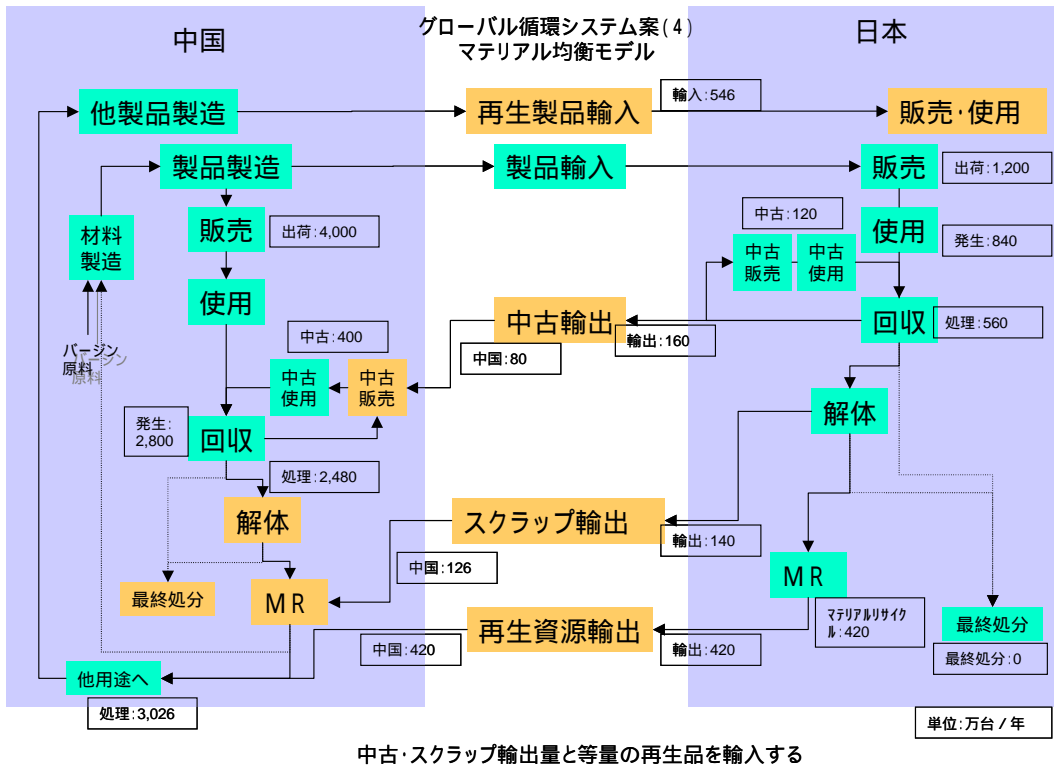 グローバル循環システム案(4)
マテリアル均衡モデル
中国
日本
他製品製造
再生製品輸入
輸入:546
販売・使用
製品製造
製品輸入
販売
出荷:1,200
材料
製造
販売
出荷:4,000
中古:120
使用
発生:840
中古
販売
中古
使用
使用
バージン
原料
バージン
原料
中古:400
中古輸出
輸出:160
中国:80
回収
処理:560
中古
使用
中古
販売
発生:
2,800
回収
解体
処理:2,480
解体
スクラップ輸出
輸出:140
中国:126
最終処分
MR
MR
マテリアルリサイク
ル:420
最終処分
最終処分:0
再生資源輸出
輸出:420
中国:420
他用途へ
処理:3,026
単位:万台/年
中古・スクラップ輸出量と等量の再生品を輸入する